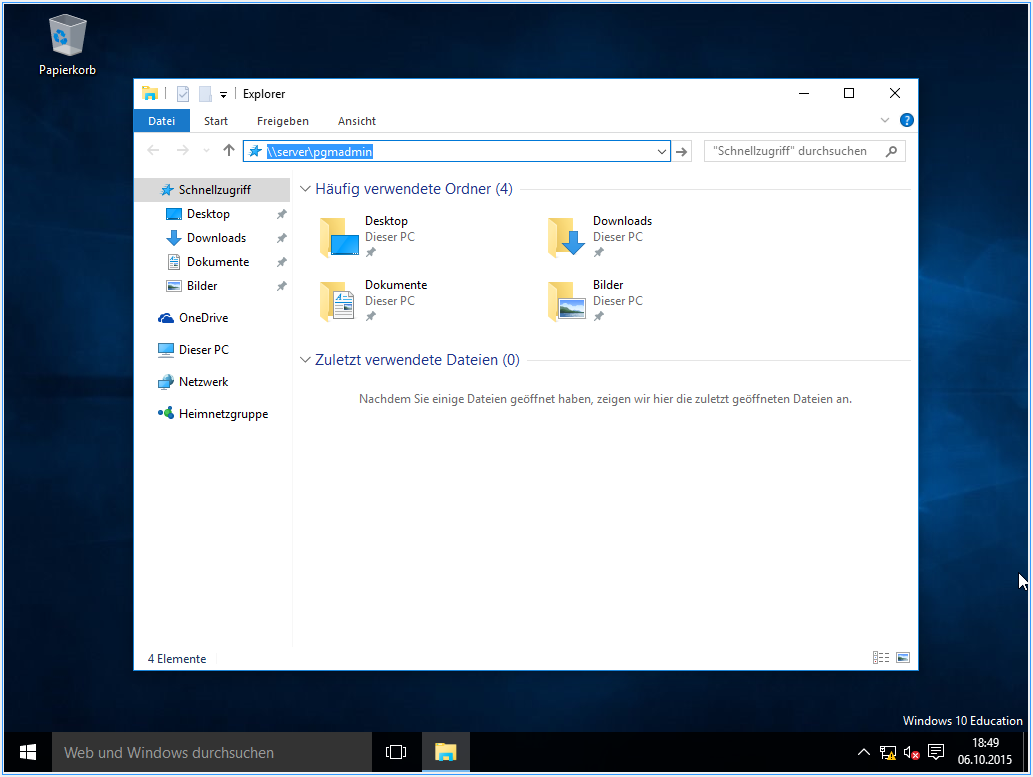 Papierkorb
Explorer
Datei Start Freigeben Ansicht
\\server\pgmadmin
"Schnellzugriff" durchsuchen
Schnellzugriff
Desktop
Downloads
Dokumente
Bilder
OneDrive
Dieser PC
Netzwerk
Heimnetzgruppe
Häufig verwendete Ordner (4)
Desktop
Dieser PC
Downloads
Dieser PC
Dokumente
Dieser PC
Bilder
Dieser PC
Zuletzt verwendete Dateien (0)
Nachdem Sie einige Dateien geöffnet haben, zeigen wir hier die zuletzt geöffneten Dateien an.
4 Elemente
Windows 10 Education
Web und Windows durchsuchen
18:49
06.10.2015